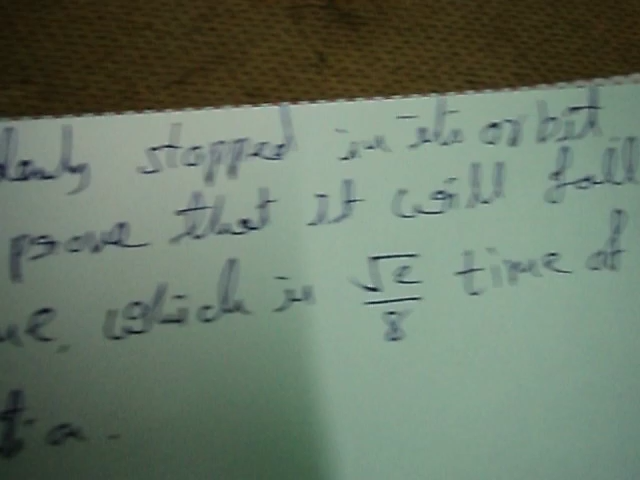 stopped in its orbit
prove that it will fall
which is √2/8 time of